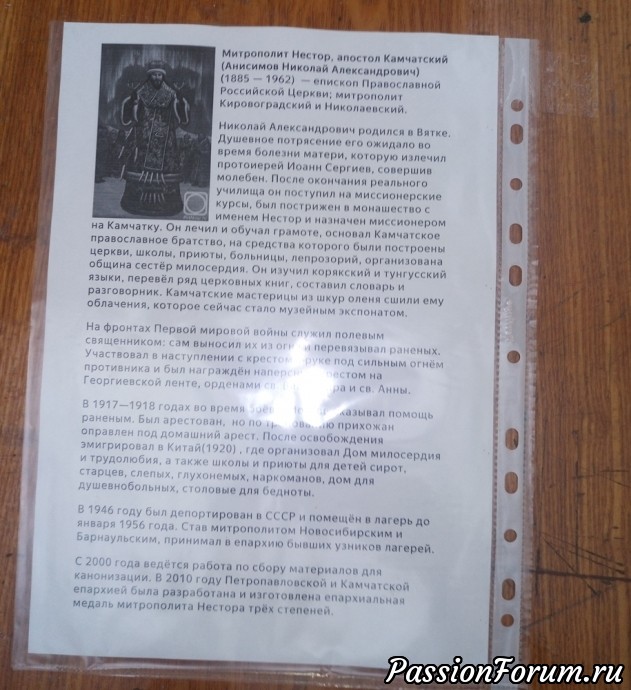 Митрополит Нестор, апостол Камчатский
(Анисимов Николай Александрович)
(1885 — 1962) — епископ Православной
Российской Церкви; митрополит
Кировоградский и Николаевский.
Николай Александрович родился в Вятке.
Душевное потрясение его ожидало во
время болезни матери, которую излечил
протоиерей Иоанн Сергиев, совершив
молебен. После окончания реального
училища он поступил на миссионерские
курсы, был пострижен в монашество с
именем Нестор и назначен миссионером
на Камчатку. Он лечил и обучал грамоте, основал Камчатское
православное братство, на средства которого были построены
церкви, школы, приюты, больницы, лепрозорий, организована
община сестёр милосердия. Он изучил корякский и тунгусский
языки, перевёл ряд церковных книг, составил словарь и
разговорник. Камчатские мастерицы из шкур оленя сшили ему
облачения, которое сейчас стало музейным экспонатом.
На фронтах Первой мировой войны служил полевым
священником: сам выносил их из огня и перевязывал раненых.
Участвовал в наступлении с крестом руке под сильным огнём
противника и был награждён наперсным крестом на
Георгиевской ленте, орденами св. и св. Анны.
В 1917—1918 годах во время оказывал помощь
раненым. Был арестован, но по требованию прихожан
оправлен под домашний арест. После освобождения
эмигрировал в Китай(1920) , где организовал Дом милосердия
и трудолюбия, а также школы и приюты для детей сирот,
старцев, слепых, глухонемых, наркоманов, дом для
душевнобольных, столовые для бедноты.
В 1946 году был депортирован в СССР и помещён в лагерь до
января 1956 года. Став митрополитом Новосибирским и
Барнаульским, принимал в епархию бывших узников лагерей.
С 2000 года ведётся работа по сбору материалов для
канонизации. В 2010 году Петропавловской и Камчатской
епархией была разработана и изготовлена епархиальная
медаль митрополита Нестора трёх степеней.
PassionForum.ru